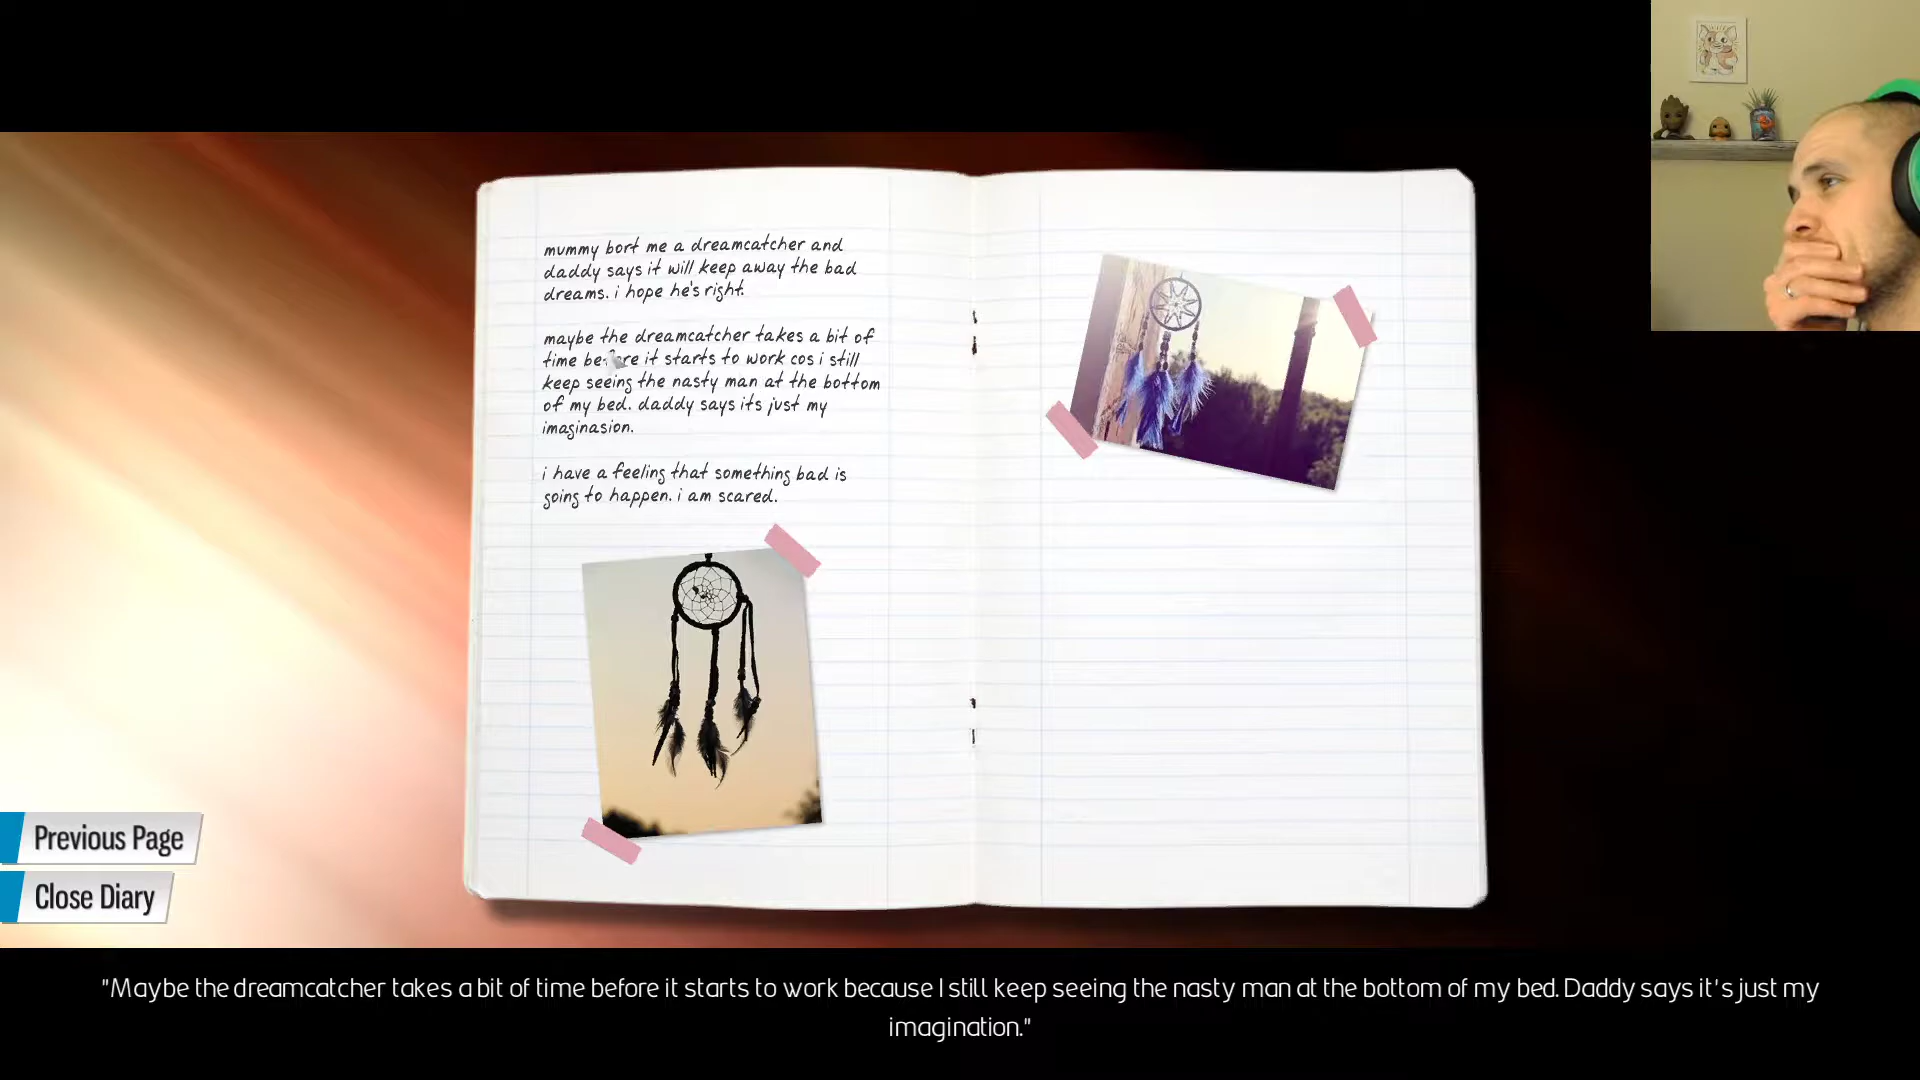 mummy bort me a dreamcatcher and
daddy says it will keep away the bad
dreams. i hope he's right.
maybe the dreamcatcher takes a bit of
time before it starts to work cos i still
keep seeing the nasty man at the bottom
of my bed. daddy says its just my
imaginasion.
i have a feeling that something bad is
going to happen. i am scared.
Previous Page
Close Diary
"Maybe the dreamcatcher takes a bit of time before it starts to work because I still keep seeing the nasty man at the bottom of my bed. Daddy says it's just my
imagination."